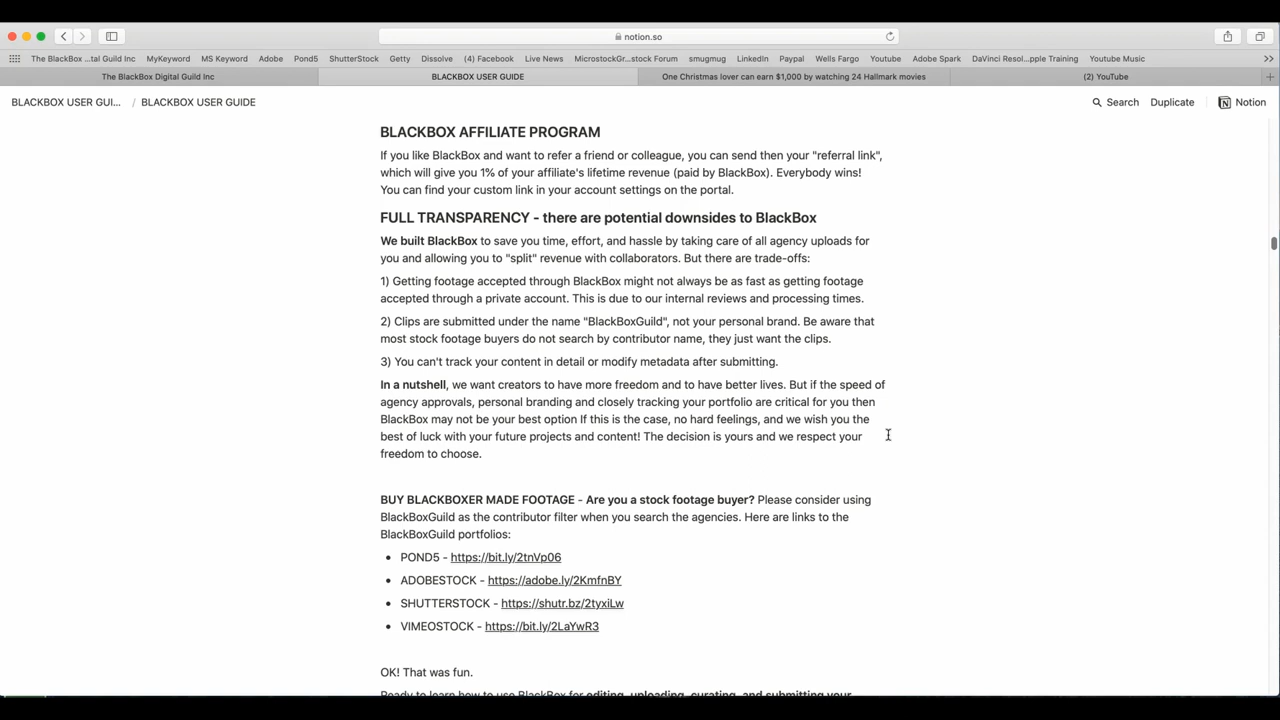 notion.so
The BlackBox ...tal Guild Inc MyKeyword MS Keyword Adobe Pond5 ShutterStock Getty Dissolve (4) Facebook Live News MicrostockGr...stock Forum smugmug LinkedIn Paypal Wells Fargo Youtube Adobe Spark DaVinci Resol...pple Training Youtube Music
The BlackBox Digital Guild Inc BLACKBOX USER GUIDE One Christmas lover can earn $1,000 by watching 24 Hallmark movies (2) YouTube
BLACKBOX USER GUI... / BLACKBOX USER GUIDE Search Duplicate Notion
BLACKBOX AFFILIATE PROGRAM
If you like BlackBox and want to refer a friend or colleague, you can send then your "referral link",
which will give you 1% of your affiliate's lifetime revenue (paid by BlackBox). Everybody wins!
You can find your custom link in your account settings on the portal.
FULL TRANSPARENCY - there are potential downsides to BlackBox
We built BlackBox to save you time, effort, and hassle by taking care of all agency uploads for
you and allowing you to "split" revenue with collaborators. But there are trade-offs:
1) Getting footage accepted through BlackBox might not always be as fast as getting footage
accepted through a private account. This is due to our internal reviews and processing times.
2) Clips are submitted under the name "BlackBoxGuild", not your personal brand. Be aware that
most stock footage buyers do not search by contributor name, they just want the clips.
3) You can't track your content in detail or modify metadata after submitting.
In a nutshell, we want creators to have more freedom and to have better lives. But if the speed of
agency approvals, personal branding and closely tracking your portfolio are critical for you then
BlackBox may not be your best option If this is the case, no hard feelings, and we wish you the
best of luck with your future projects and content! The decision is yours and we respect your
freedom to choose.
BUY BLACKBOXER MADE FOOTAGE - Are you a stock footage buyer? Please consider using
BlackBoxGuild as the contributor filter when you search the agencies. Here are links to the
BlackBoxGuild portfolios:
• POND5 - https://bit.ly/2tnVp06
• ADOBESTOCK - https://adobe.ly/2KmfnBY
• SHUTTERSTOCK - https://shutr.bz/2tyxiLw
• VIMEOSTOCK - https://bit.ly/2LaYwR3
OK! That was fun.
Ready to learn how to use BlackBox for editing, uploading, curating, and submitting your